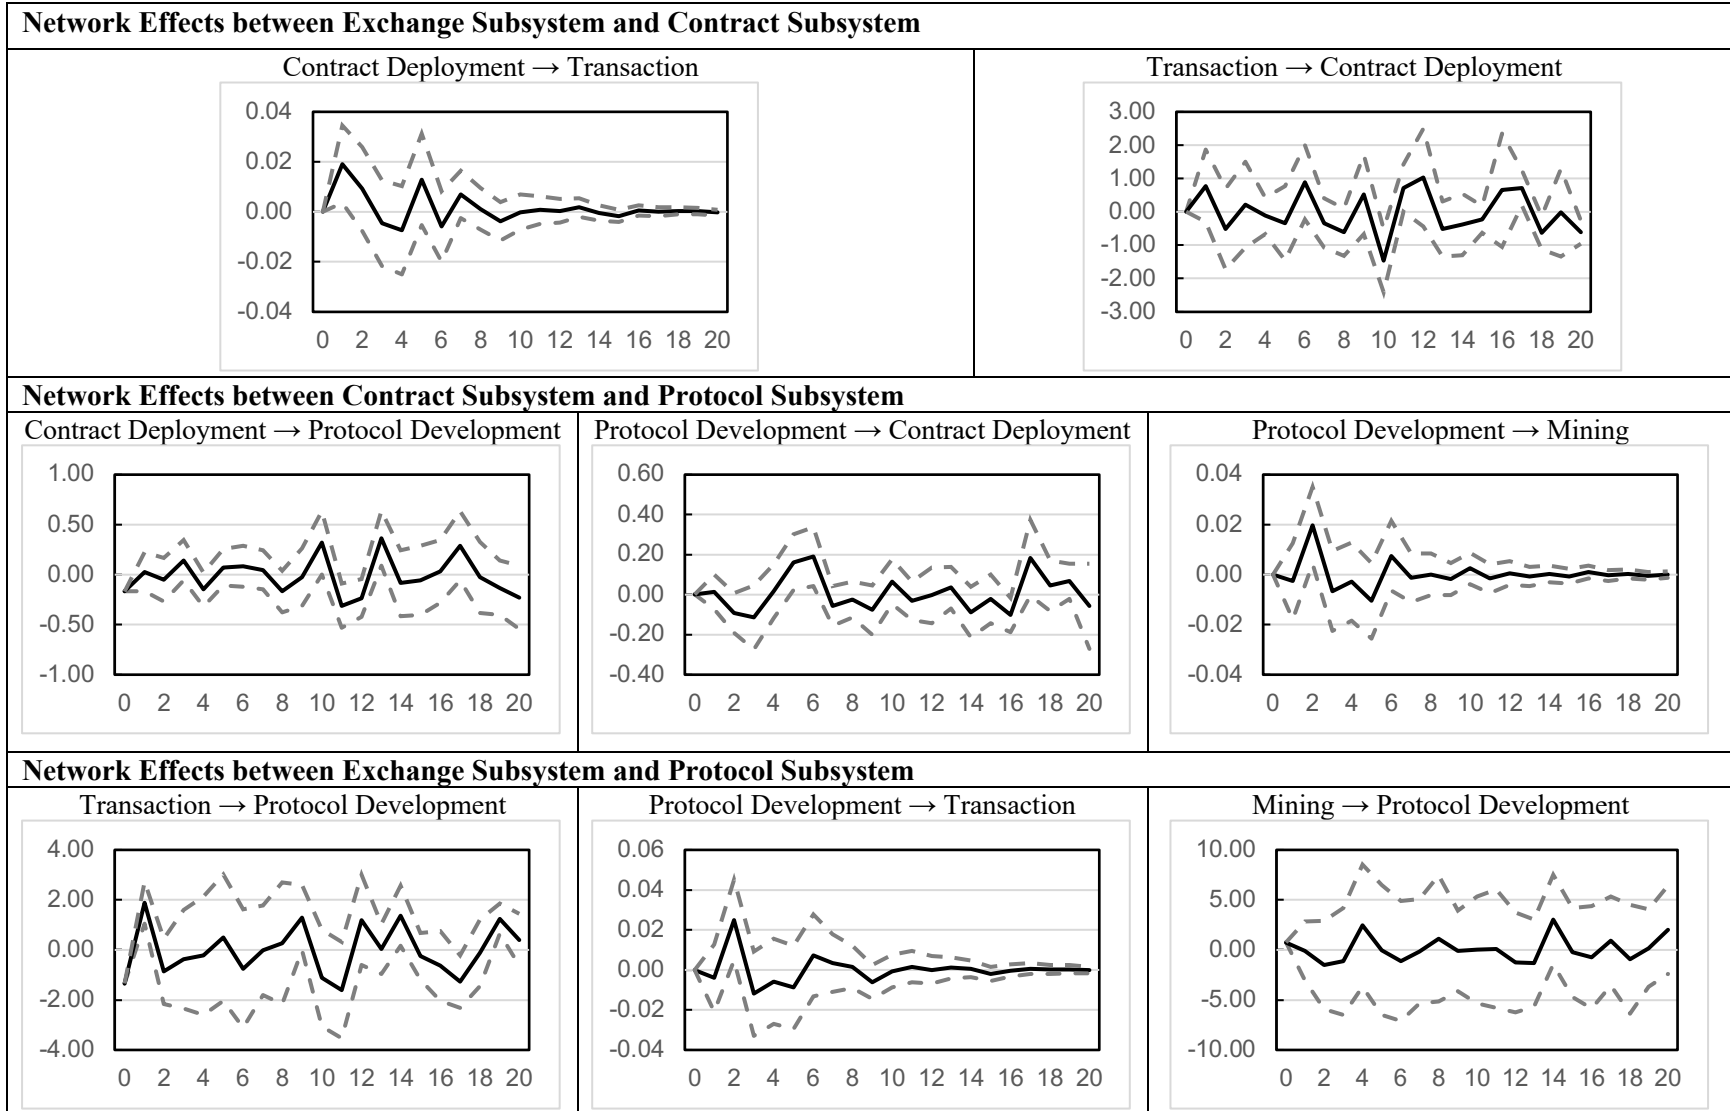 Network Effects between Exchange Subsystem and Contract Subsystem
Contract Deployment → Transaction
0.04
0.02
0.00
-0.02
-0.04
0 2 4 6 8 10 12 14 16 18 20
Transaction → Contract Deployment
3.00
2.00
1.00
0.00
-1.00
-2.00
-3.00
0 2 4 6 8 10 12 14 16 18 20
Network Effects between Contract Subsystem and Protocol Subsystem
Contract Deployment → Protocol Development
1.00
0.50
0.00
-0.50
-1.00
0 2 4 6 8 10 12 14 16 18 20
Protocol Development → Contract Deployment
0.60
0.40
0.20
0.00
-0.20
-0.40
0 2 4 6 8 10 12 14 16 18 20
Protocol Development → Mining
0.04
0.02
0.00
-0.02
-0.04
0 2 4 6 8 10 12 14 16 18 20
Network Effects between Exchange Subsystem and Protocol Subsystem
Transaction → Protocol Development
4.00
2.00
0.00
-2.00
-4.00
0 2 4 6 8 10 12 14 16 18 20
Protocol Development → Transaction
0.06
0.04
0.02
0.00
-0.02
-0.04
0 2 4 6 8 10 12 14 16 18 20
Mining → Protocol Development
10.00
5.00
0.00
-5.00
-10.00
0 2 4 6 8 10 12 14 16 18 20